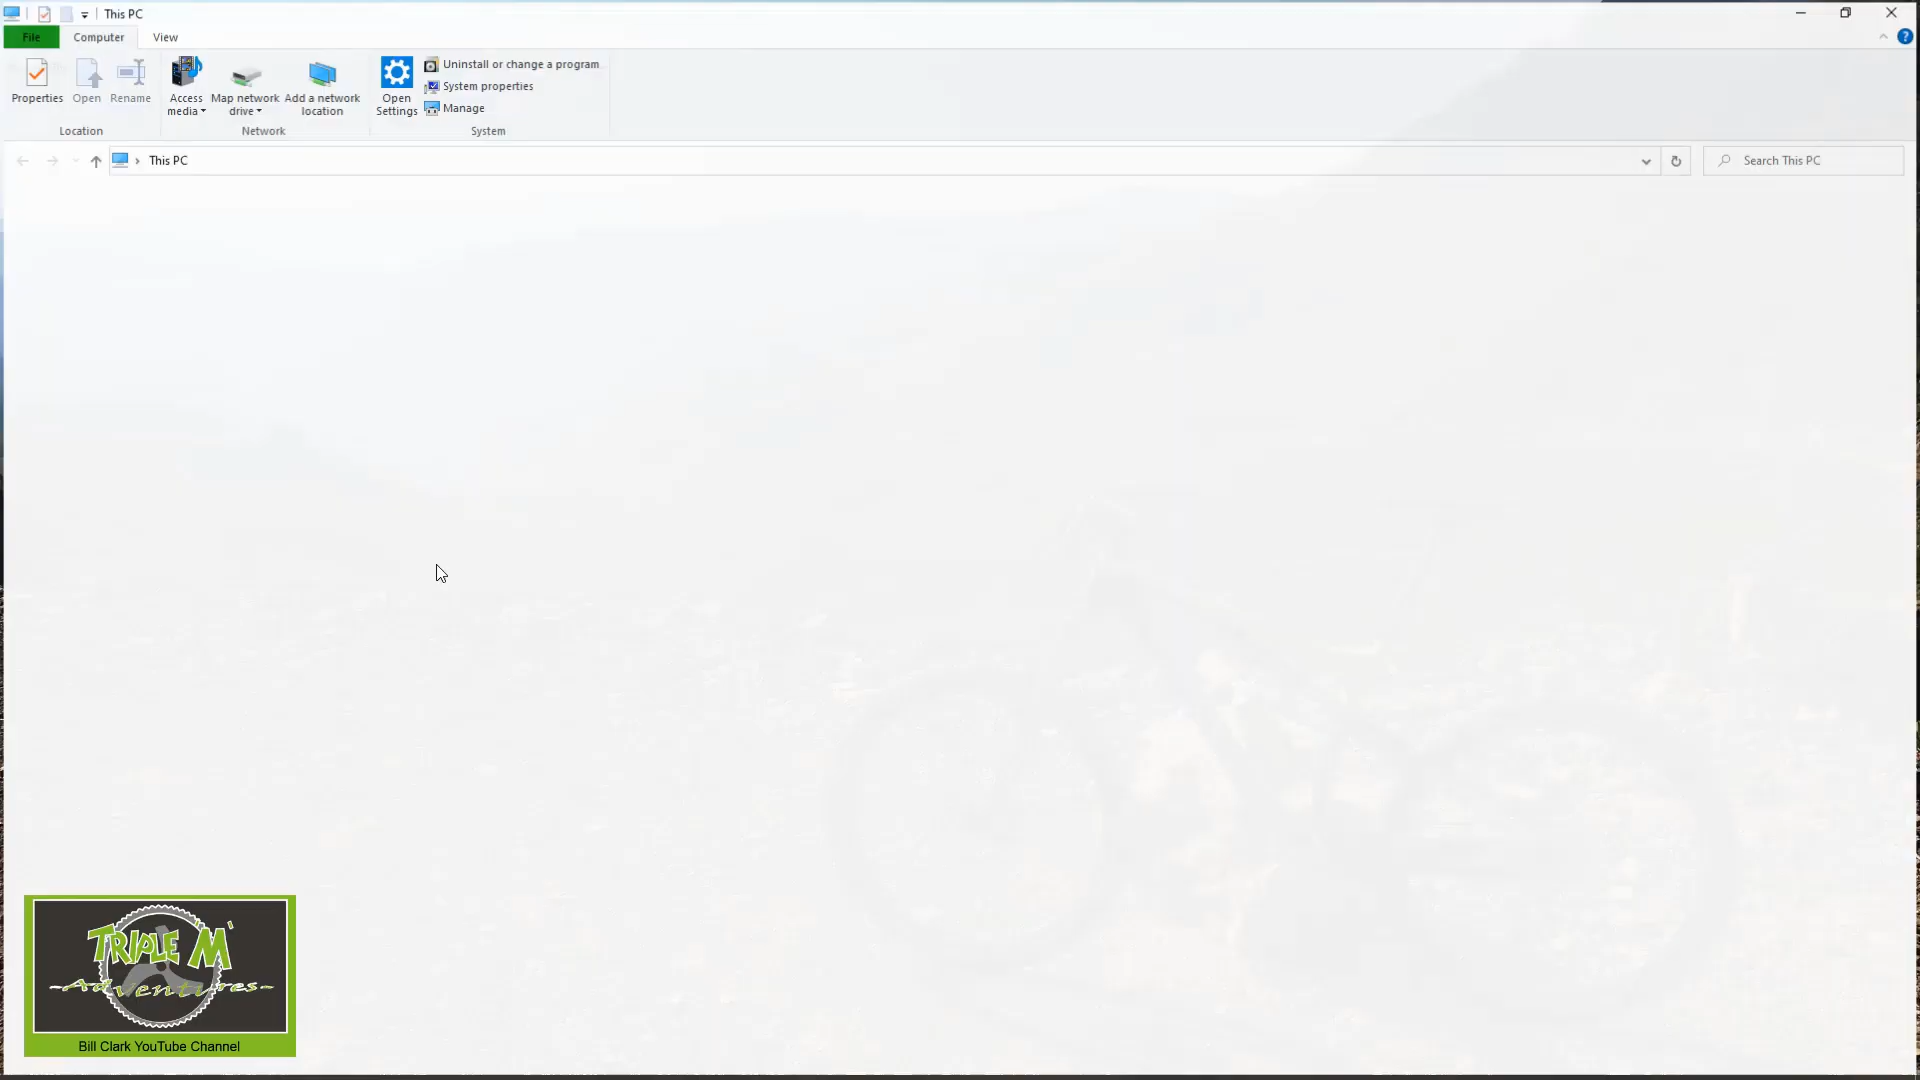 This PC
File
Computer
View
Properties
Open
Rename
Access
media
Map network
drive
Add a network
location
Open
Settings
Uninstall or change a program
System properties
Manage
Location
Network
System
This PC
Search This PC
TRIPLE M
-Adventures-
Bill Clark YouTube Channel